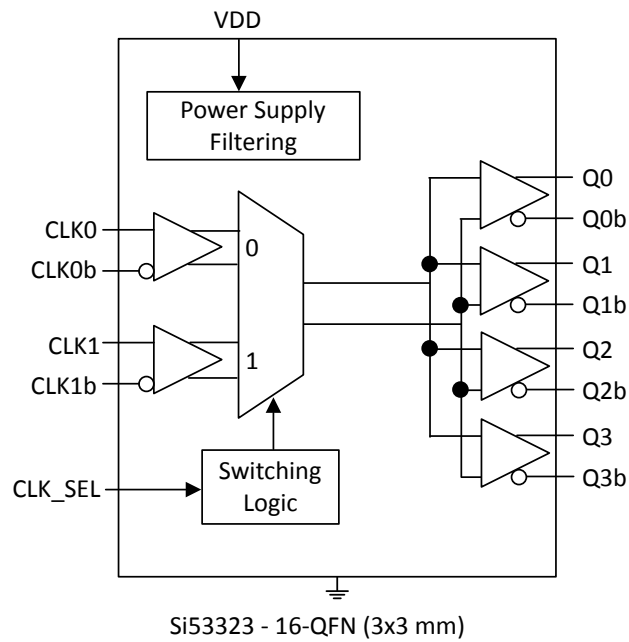 VDD
Power Supply
Filtering
CLK0
CLK0b
CLK1
CLK1b
0
1
CLK_SEL
Switching
Logic
Q0
Q0b
Q1
Q1b
Q2
Q2b
Q3
Q3b
Si53323 - 16-QFN (3x3 mm)